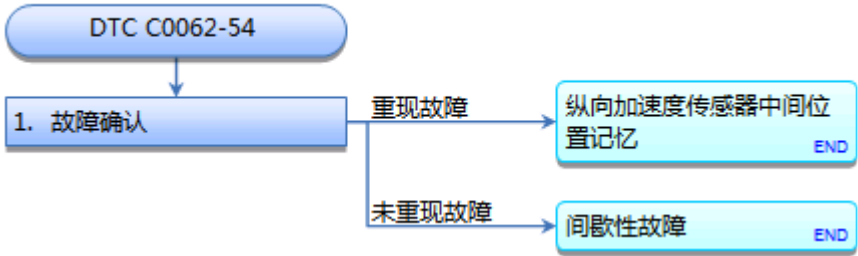 DTC C0062-54
1. 故障确认
重现故障
纵向加速度传感器中间位
置记忆
END
未重现故障
间歇性故障
END